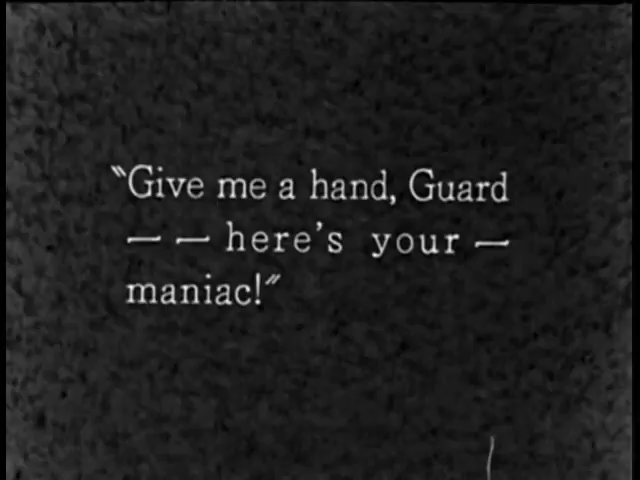 "Give me a hand, Guard
— — here's your —
maniac!"